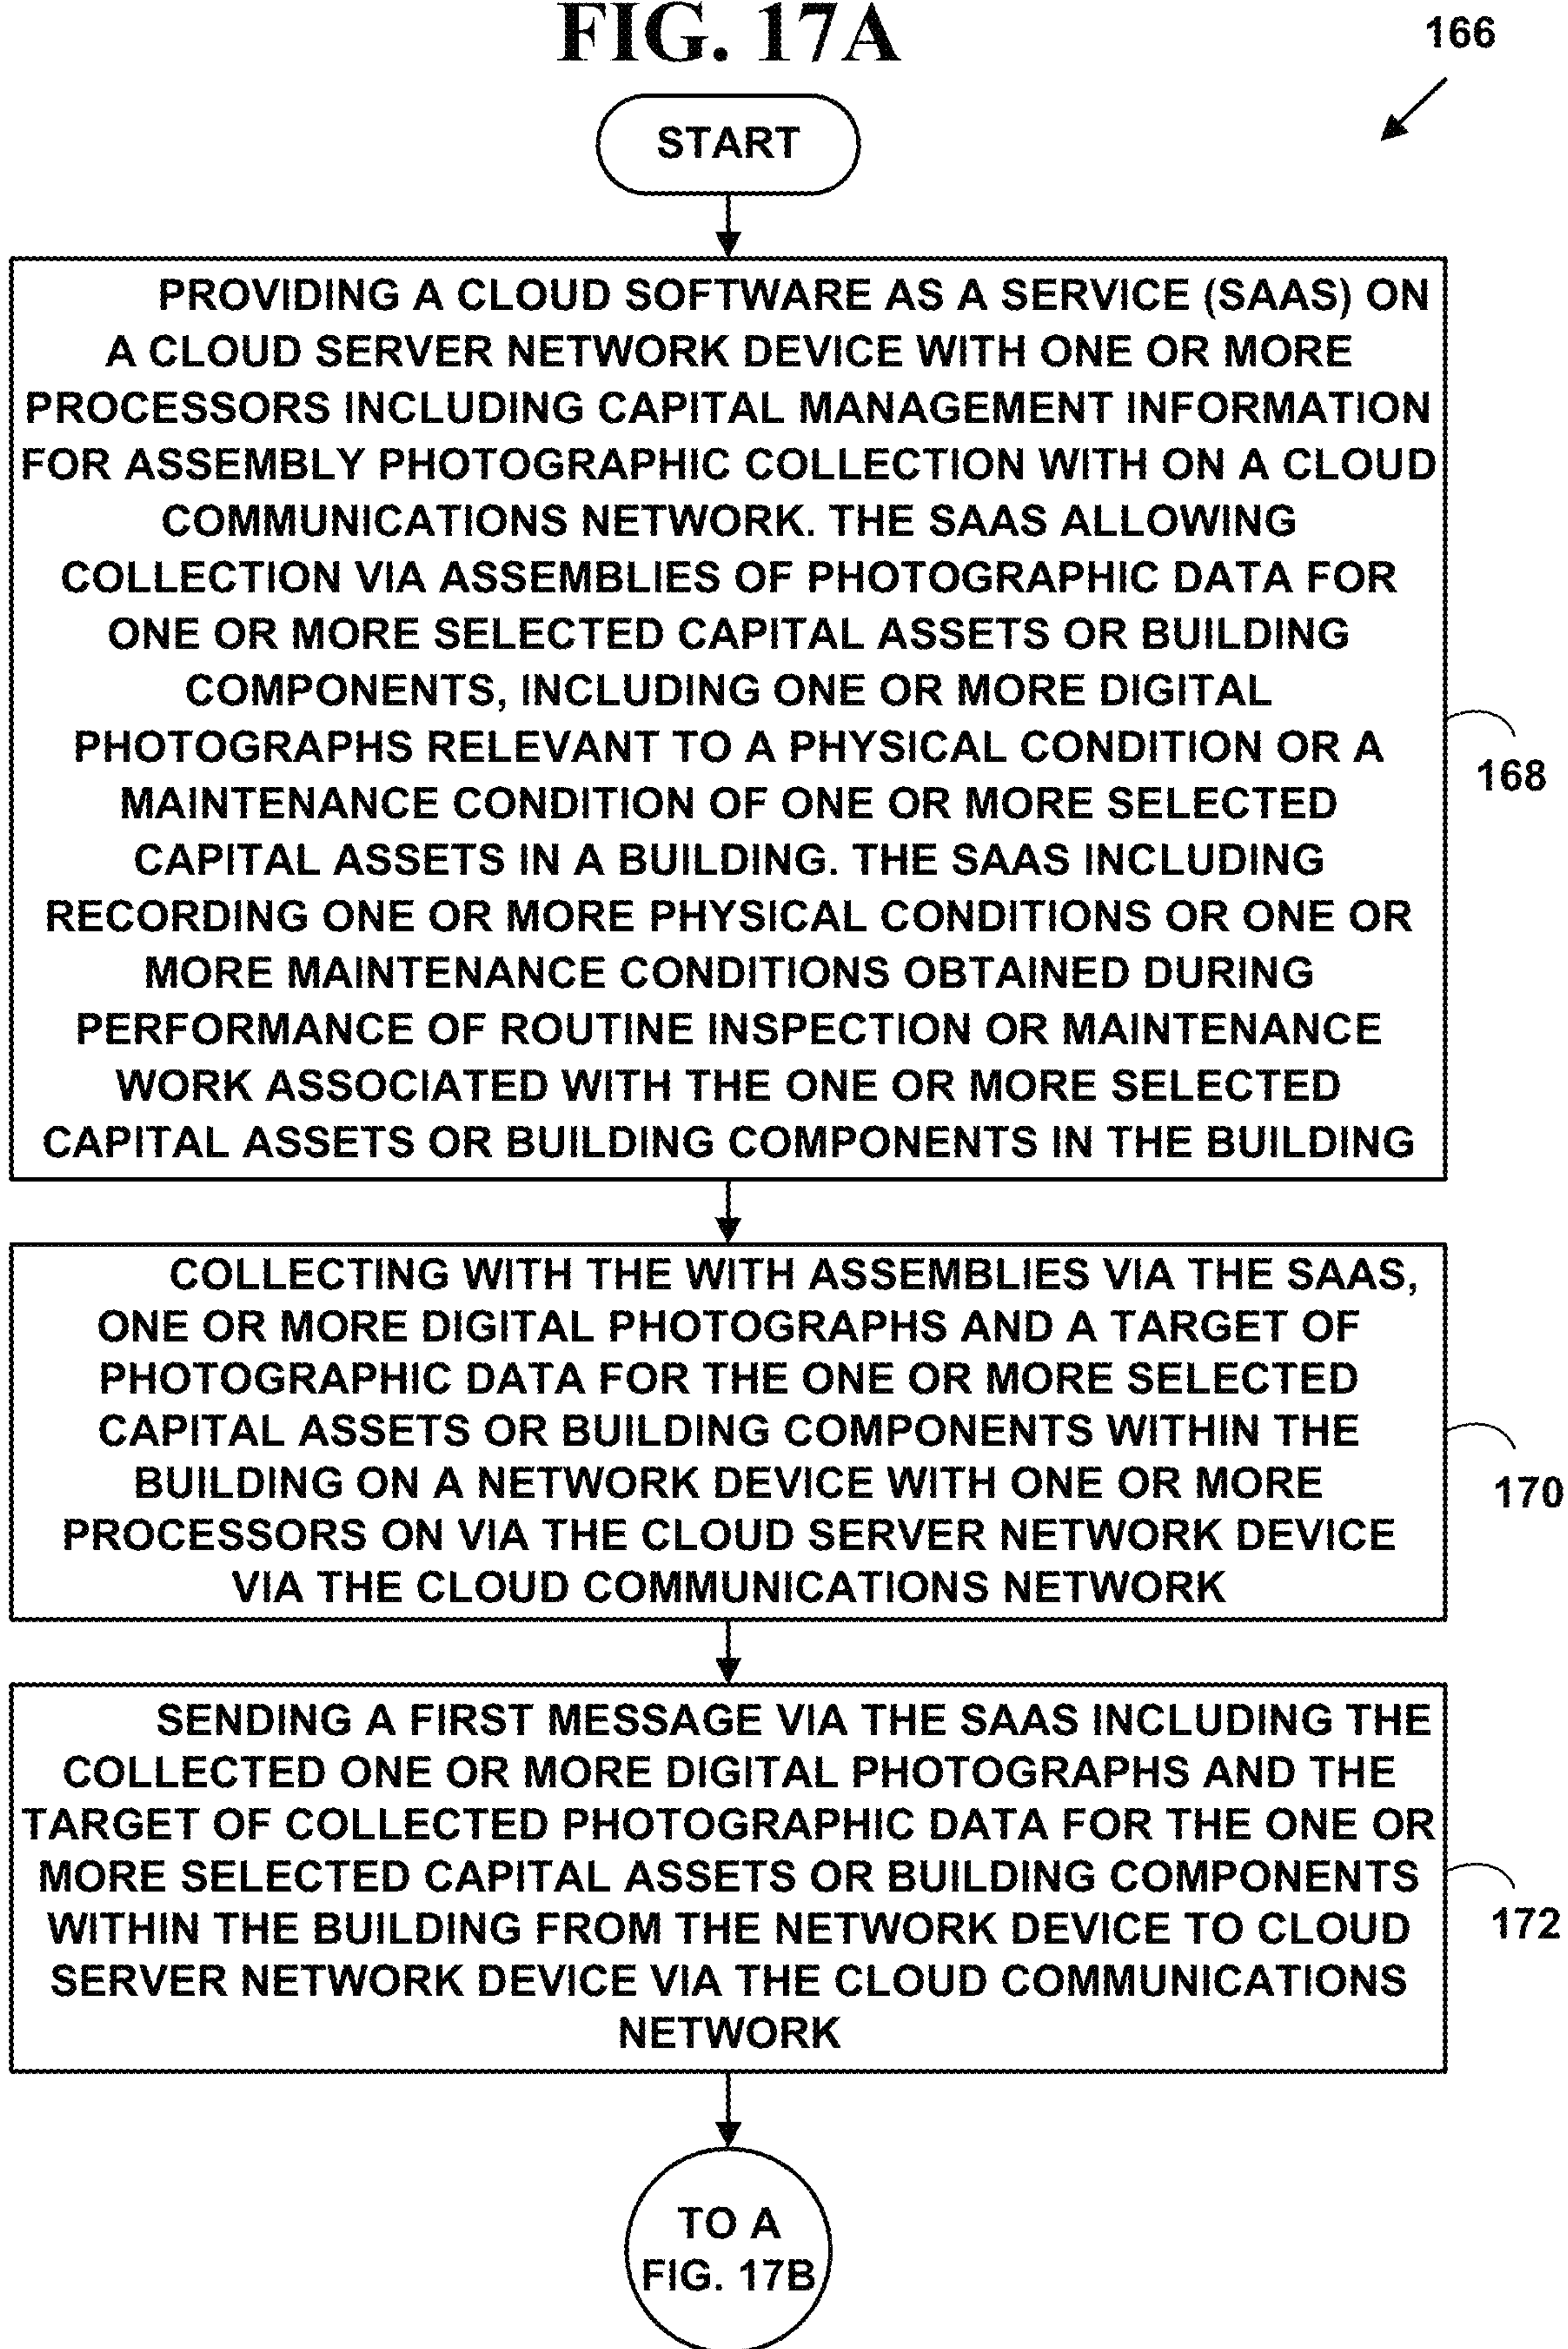 FIG. 17A
166
START
PROVIDING A CLOUD SOFTWARE AS A SERVICE (SAAS) ON
A CLOUD SERVER NETWORK DEVICE WITH ONE OR MORE
PROCESSORS INCLUDING CAPITAL MANAGEMENT INFORMATION
FOR ASSEMBLY PHOTOGRAPHIC COLLECTION WITH ON A CLOUD
COMMUNICATIONS NETWORK. THE SAAS ALLOWING
COLLECTION VIA ASSEMBLIES OF PHOTOGRAPHIC DATA FOR
ONE OR MORE SELECTED CAPITAL ASSETS OR BUILDING
COMPONENTS, INCLUDING ONE OR MORE DIGITAL
PHOTOGRAPHS RELEVANT TO A PHYSICAL CONDITION OR A
MAINTENANCE CONDITION OF ONE OR MORE SELECTED
CAPITAL ASSETS IN A BUILDING. THE SAAS INCLUDING
RECORDING ONE OR MORE PHYSICAL CONDITIONS OR ONE OR
MORE MAINTENANCE CONDITIONS OBTAINED DURING
PERFORMANCE OF ROUTINE INSPECTION OR MAINTENANCE
WORK ASSOCIATED WITH THE ONE OR MORE SELECTED
CAPITAL ASSETS OR BUILDING COMPONENTS IN THE BUILDING
168
COLLECTING WITH THE WITH ASSEMBLIES VIA THE SAAS,
ONE OR MORE DIGITAL PHOTOGRAPHS AND A TARGET OF
PHOTOGRAPHIC DATA FOR THE ONE OR MORE SELECTED
CAPITAL ASSETS OR BUILDING COMPONENTS WITHIN THE
BUILDING ON A NETWORK DEVICE WITH ONE OR MORE
PROCESSORS ON VIA THE CLOUD SERVER NETWORK DEVICE
VIA THE CLOUD COMMUNICATIONS NETWORK
170
SENDING A FIRST MESSAGE VIA THE SAAS INCLUDING THE
COLLECTED ONE OR MORE DIGITAL PHOTOGRAPHS AND THE
TARGET OF COLLECTED PHOTOGRAPHIC DATA FOR THE ONE OR
MORE SELECTED CAPITAL ASSETS OR BUILDING COMPONENTS
WITHIN THE BUILDING FROM THE NETWORK DEVICE TO CLOUD
SERVER NETWORK DEVICE VIA THE CLOUD COMMUNICATIONS
NETWORK
172
TO A
FIG. 17B